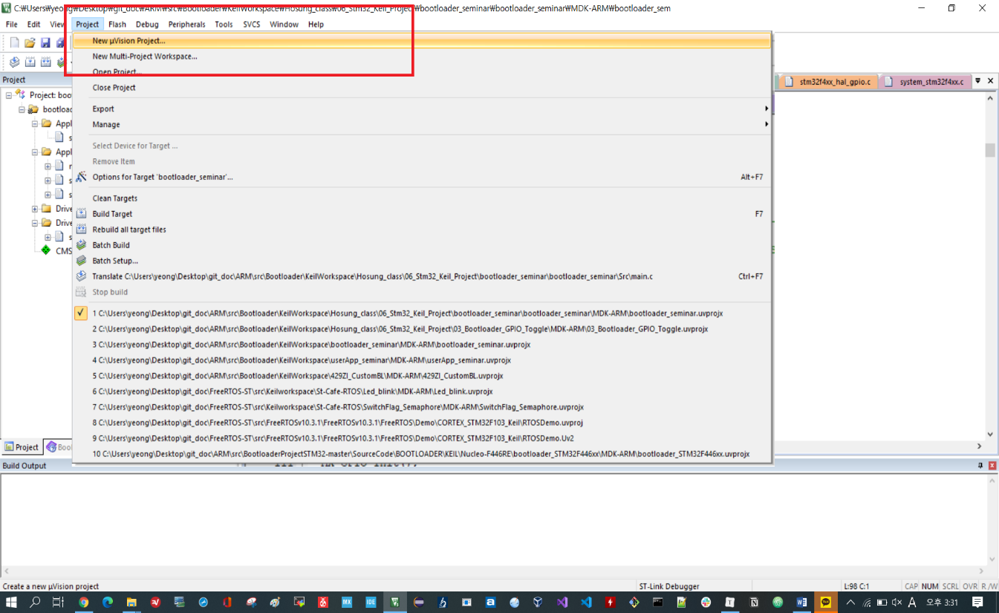 C:₩Users₩yeong₩Desktop₩git_doc₩ARM₩src₩Bootloader₩KeilWorkspace₩Hosung_class₩06_Stm32_Keil_Project₩bootloader_seminar₩bootloader_seminar₩MDK-ARM₩bootloader_sem
File Edit View Project Flash Debug Peripherals Tools SVCS Window Help
New µVision Project...
New Multi-Project Workspace...
Open Project...
Project
stm32f4xx_hal_gpio.c system_stm32f4xx.c
Close Project
Project: boo
bootloa
Export
Appl
Manage
s
Select Device for Target ...
Appl
Remove Item
r
Options for Target 'bootloader_seminar'... Alt+F7
s
s
Clean Targets
Drive
Build Target F7
Drive
Rebuild all target files
s
Batch Build
CMS
Batch Setup...
Translate C:\Users\yeong\Desktop\git_doc\ARM\src\Bootloader\KeilWorkspace\Hosung_class\06_Stm32_Keil_Project\bootloader_seminar\bootloader_seminar\Src\main.c Ctrl+F7
Stop build
1 C:\Users\yeong\Desktop\git_doc\ARM\src\Bootloader\KeilWorkspace\Hosung_class\06_Stm32_Keil_Project\bootloader_seminar\bootloader_seminar\MDK-ARM\bootloader_seminar.uvprojx
2 C:\Users\yeong\Desktop\git_doc\ARM\src\Bootloader\KeilWorkspace\Hosung_class\06_Stm32_Keil_Project\03_Bootloader_GPIO_Toggle\MDK-ARM\03_Bootloader_GPIO_Toggle.uvprojx
3 C:\Users\yeong\Desktop\git_doc\ARM\src\Bootloader\KeilWorkspace\bootloader_seminar\MDK-ARM\bootloader_seminar.uvprojx
4 C:\Users\yeong\Desktop\git_doc\ARM\src\Bootloader\KeilWorkspace\userApp_seminar\MDK-ARM\userApp_seminar.uvprojx
5 C:\Users\yeong\Desktop\git_doc\ARM\src\Bootloader\KeilWorkspace\429ZI_CustomBL\MDK-ARM\429ZI_CustomBL.uvprojx
6 C:\Users\yeong\Desktop\git_doc\FreeRTOS-ST\src\Keilworkspace\St-Cafe-RTOS\Led_blink\MDK-ARM\Led_blink.uvprojx
7 C:\Users\yeong\Desktop\git_doc\FreeRTOS-ST\src\Keilworkspace\St-Cafe-RTOS\SwitchFlag_Semaphore\MDK-ARM\SwitchFlag_Semaphore.uvprojx
8 C:\Users\yeong\Desktop\git_doc\FreeRTOS-ST\src\FreeRTOSv10.3.1\FreeRTOSv10.3.1\FreeRTOS\Demo\CORTEX_STM32F103_Keil\RTOSDemo.uvproj
9 C:\Users\yeong\Desktop\git_doc\FreeRTOS-ST\src\FreeRTOSv10.3.1\FreeRTOSv10.3.1\FreeRTOS\Demo\CORTEX_STM32F103_Keil\RTOSDemo.Uv2
10 C:\Users\yeong\Desktop\git_doc\ARM\src\BootloaderProjectSTM32-master\SourceCode\BOOTLOADER\KEIL\Nucleo-F446RE\bootloader_STM32F446xx\MDK-ARM\bootloader_STM32F446xx.uvprojx
Project Boo
Build Output
Create a new µVision project ST-Link Debugger L:98 C:1 CAP NUM SCRL OVR R/W
MX IDE A 오후 3:31